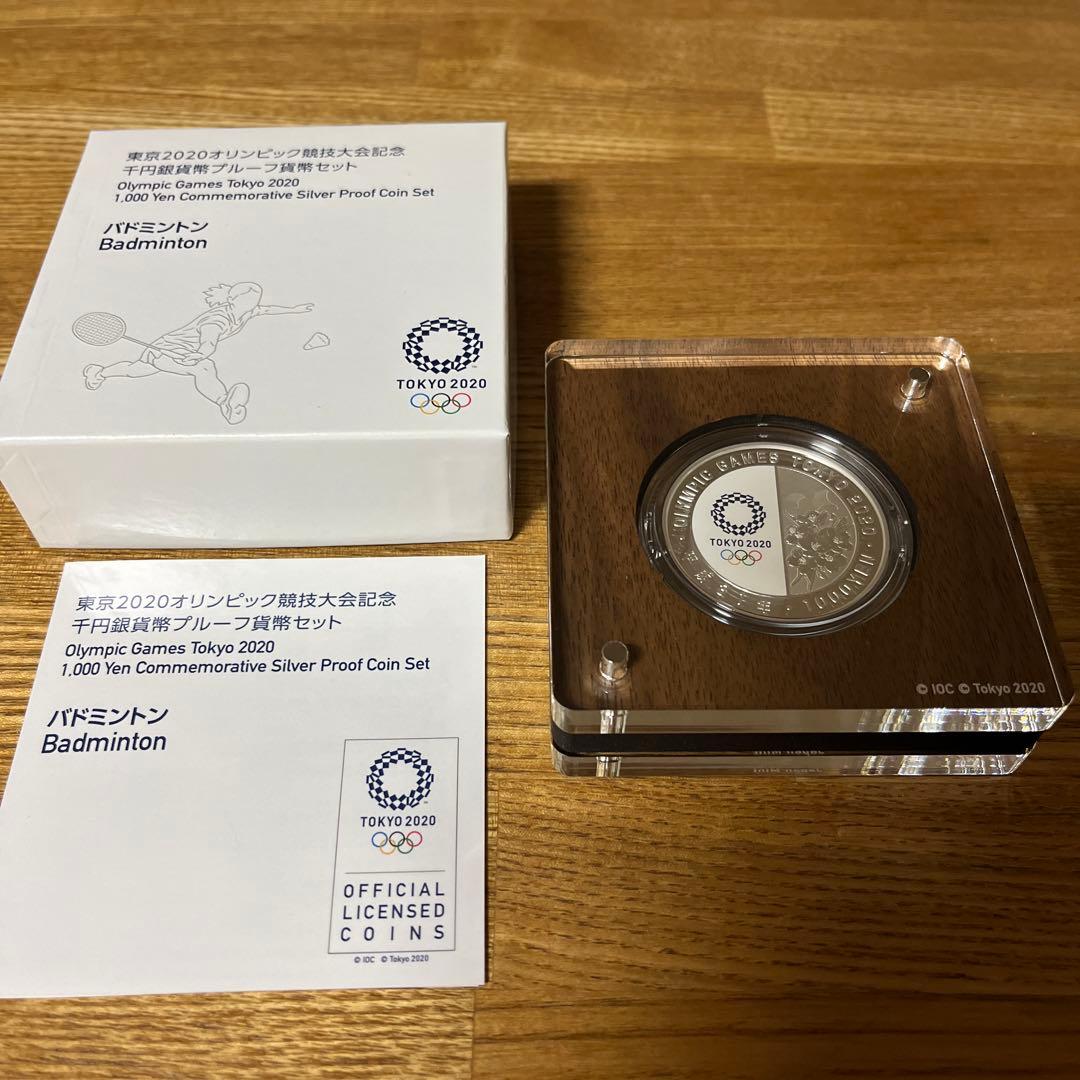 東京2020オリンピック競技大会記念
千円銀貨幣プルーフ貨幣セット
Olympic Games Tokyo 2020
1,000 Yen Commemorative Silver Proof Coin Set
バドミントン
Badminton
TOKYO 2020
東京2020オリンピック競技大会記念
千円銀貨幣プルーフ貨幣セット
Olympic Games Tokyo 2020
1,000 Yen Commemorative Silver Proof Coin Set
バドミントン
Badminton
TOKYO 2020
OFFICIAL
LICENSED
COINS
© IOC © Tokyo 2020
OLYMPIC GAMES TOKYO 2020 · 1000YEN
TOKYO 2020
© IOC © Tokyo 2020